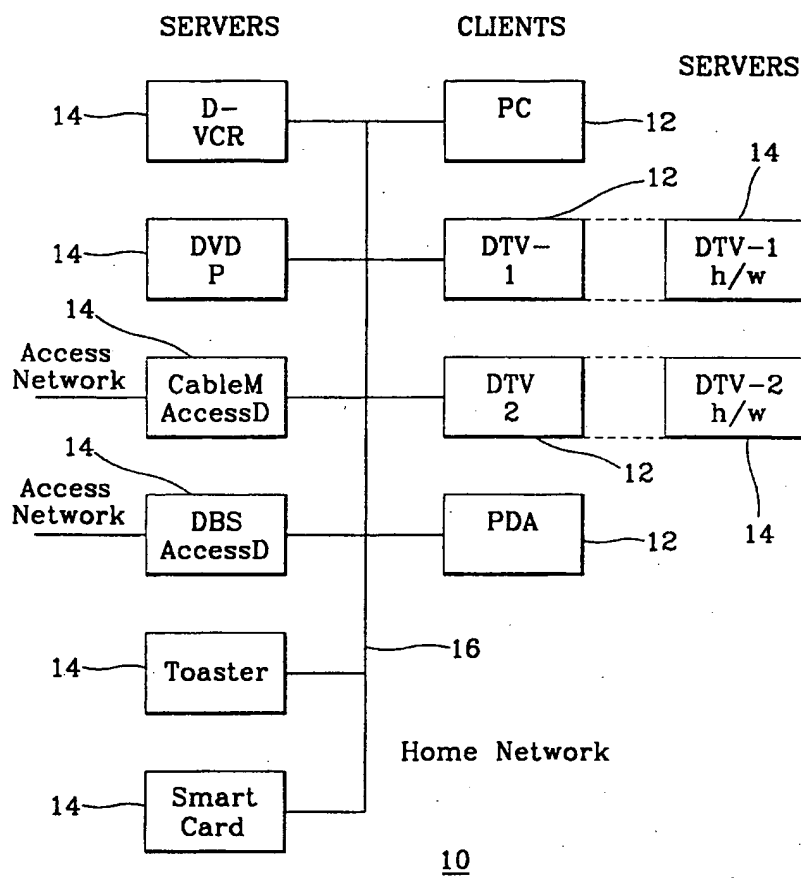 SERVERS
CLIENTS
SERVERS
14
D-
VCR
PC
12
12
14
14
DVD
P
DTV-
1
DTV-1
h/w
14
Access
Network
CableM
AccessD
DTV
2
DTV-2
h/w
14
12
Access
Network
DBS
AccessD
PDA
12
14
16
14
Toaster
Home Network
14
Smart
Card
10